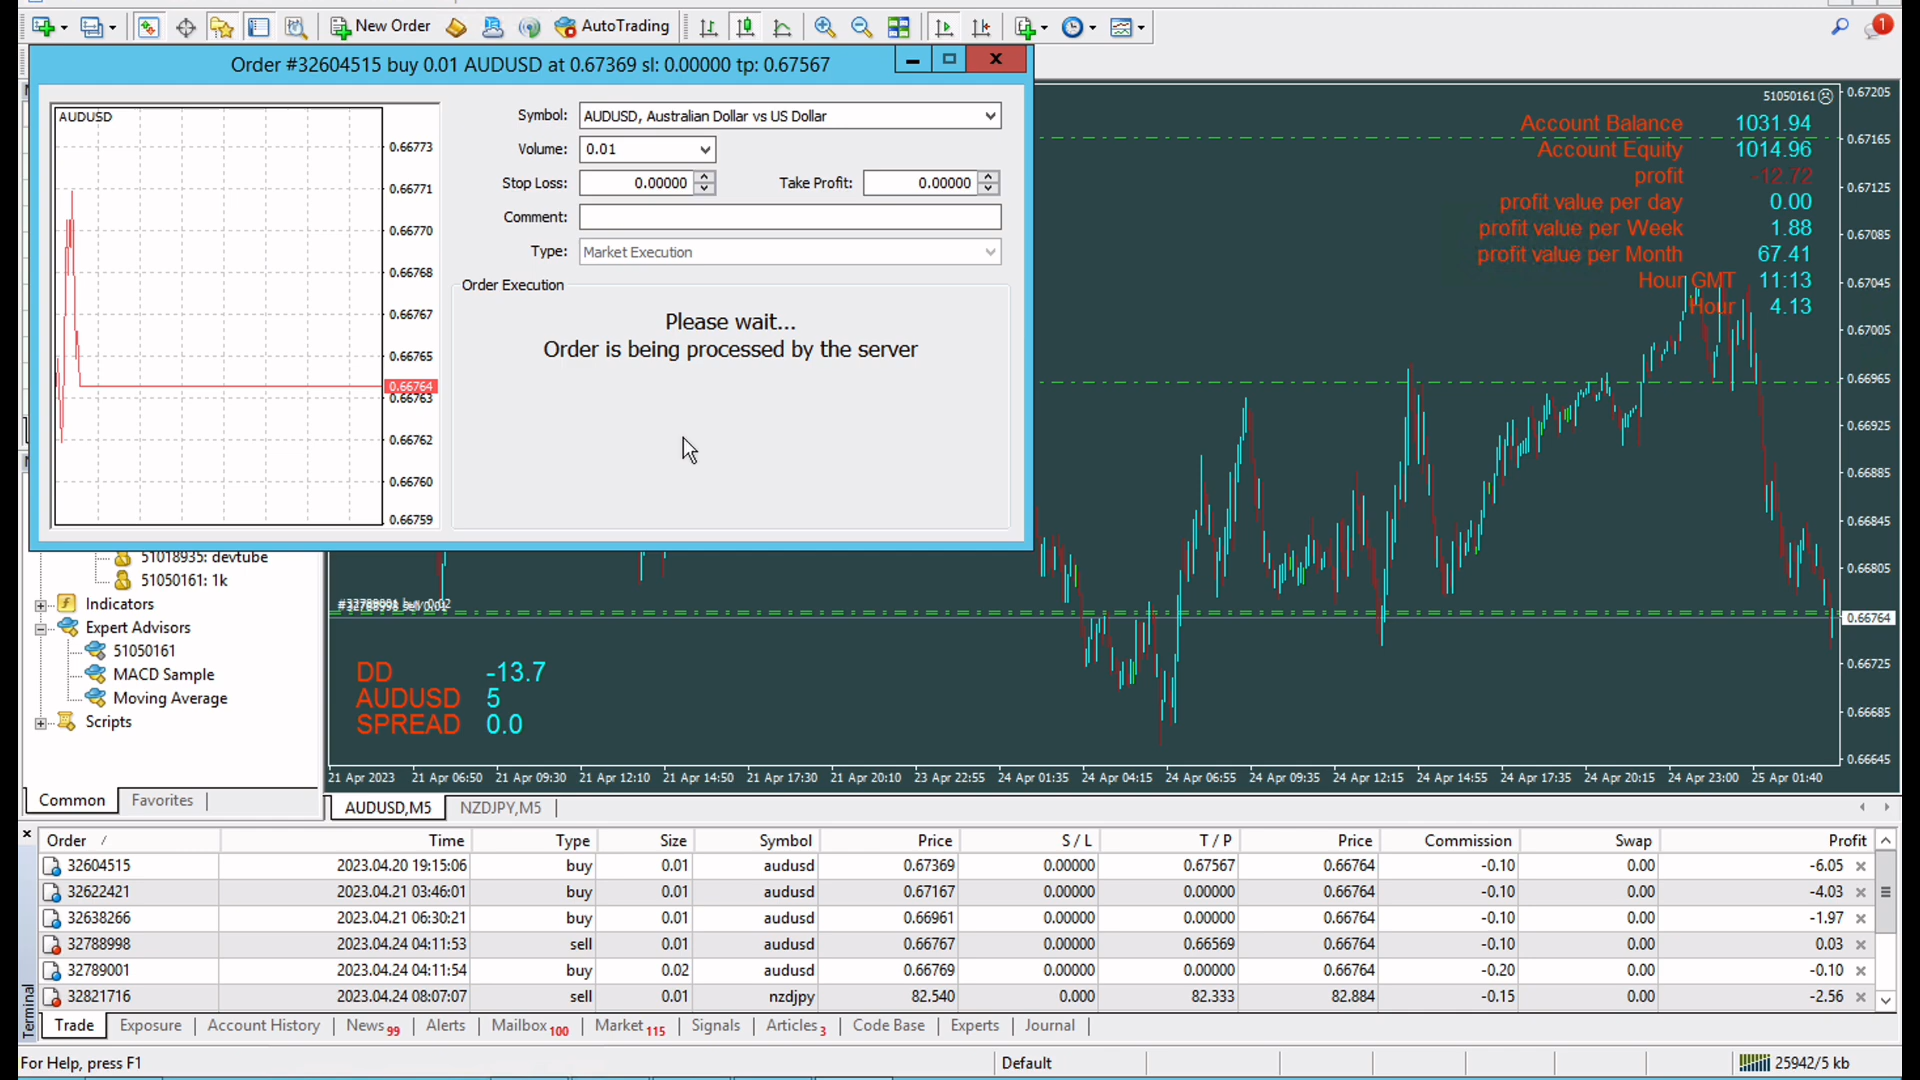 New Order
AutoTrading
1
Order #32604515 buy 0.01 AUDUSD at 0.67369 sl: 0.00000 tp: 0.67567
AUDUSD
0.66773
0.66771
0.66770
0.66768
0.66767
0.66765
0.66764
0.66763
0.66762
0.66760
0.66759
Symbol: AUDUSD, Australian Dollar vs US Dollar
Volume: 0.01
Stop Loss: 0.00000 Take Profit: 0.00000
Comment:
Type: Market Execution
Order Execution
Please wait...
Order is being processed by the server
51050161
Account Balance 1031.94
Account Equity 1014.96
profit -12.72
profit value per day 0.00
profit value per Week 1.88
profit value per Month 67.41
Hour GMT 11:13
Hour 4.13
0.67205
0.67165
0.67125
0.67085
0.67045
0.67005
0.66965
0.66925
0.66885
0.66845
0.66805
0.66764
0.66725
0.66685
0.66645
51018935: devtube
51050161: 1k
Indicators
Expert Advisors
51050161
MACD Sample
Moving Average
Scripts
Common Favorites
DD -13.7
AUDUSD 5
SPREAD 0.0
21 Apr 2023 21 Apr 06:50 21 Apr 09:30 21 Apr 12:10 21 Apr 14:50 21 Apr 17:30 21 Apr 20:10 23 Apr 22:55 24 Apr 01:35 24 Apr 04:15 24 Apr 06:55 24 Apr 09:35 24 Apr 12:15 24 Apr 14:55 24 Apr 17:35 24 Apr 20:15 24 Apr 23:00 25 Apr 01:40
AUDUSD,M5 NZDJPY,M5
Order / Time Type Size Symbol Price S / L T / P Price Commission Swap Profit
32604515 2023.04.20 19:15:06 buy 0.01 audusd 0.67369 0.00000 0.67567 0.66764 -0.10 0.00 -6.05
32622421 2023.04.21 03:46:01 buy 0.01 audusd 0.67167 0.00000 0.00000 0.66764 -0.10 0.00 -4.03
32638266 2023.04.21 06:30:21 buy 0.01 audusd 0.66961 0.00000 0.00000 0.66764 -0.10 0.00 -1.97
32788998 2023.04.24 04:11:53 sell 0.01 audusd 0.66767 0.00000 0.66569 0.66764 -0.10 0.00 0.03
32789001 2023.04.24 04:11:54 buy 0.02 audusd 0.66769 0.00000 0.00000 0.66764 -0.20 0.00 -0.10
32821716 2023.04.24 08:07:07 sell 0.01 nzdjpy 82.540 0.000 82.333 82.884 -0.15 0.00 -2.56
Terminal
Trade Exposure Account History News 99 Alerts Mailbox 100 Market 115 Signals Articles 3 Code Base Experts Journal
For Help, press F1 Default 25942/5 kb